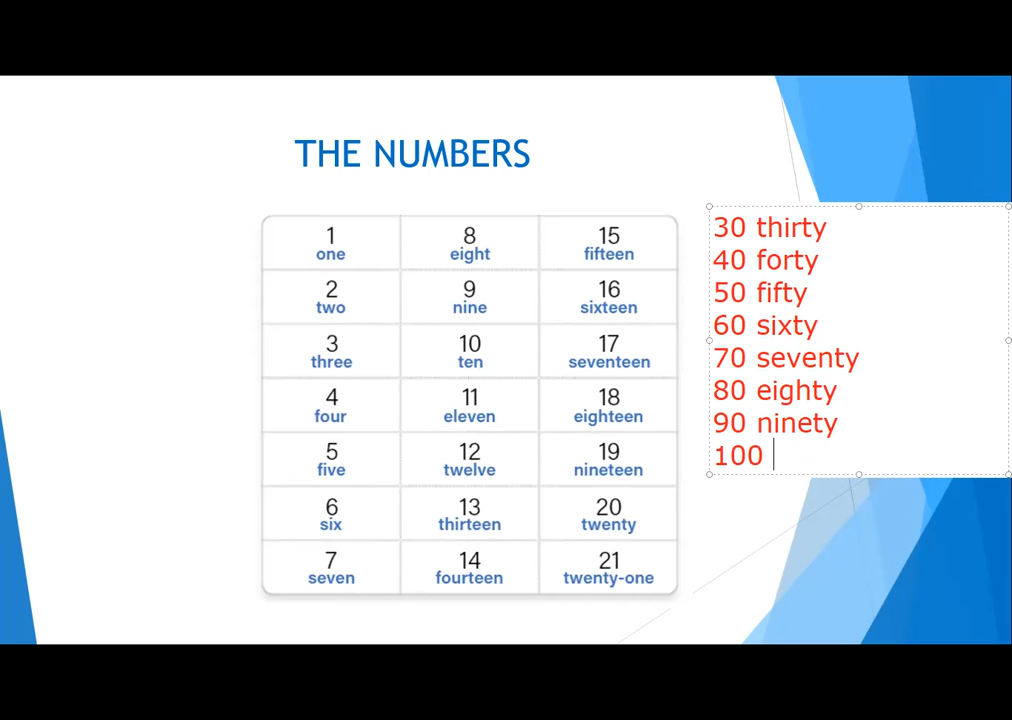 THE NUMBERS
1 8 15
one eight fifteen
2 9 16
two nine sixteen
3 10 17
three ten seventeen
4 11 18
four eleven eighteen
5 12 19
five twelve nineteen
6 13 20
six thirteen twenty
7 14 21
seven fourteen twenty-one
30 thirty
40 forty
50 fifty
60 sixty
70 seventy
80 eighty
90 ninety
100